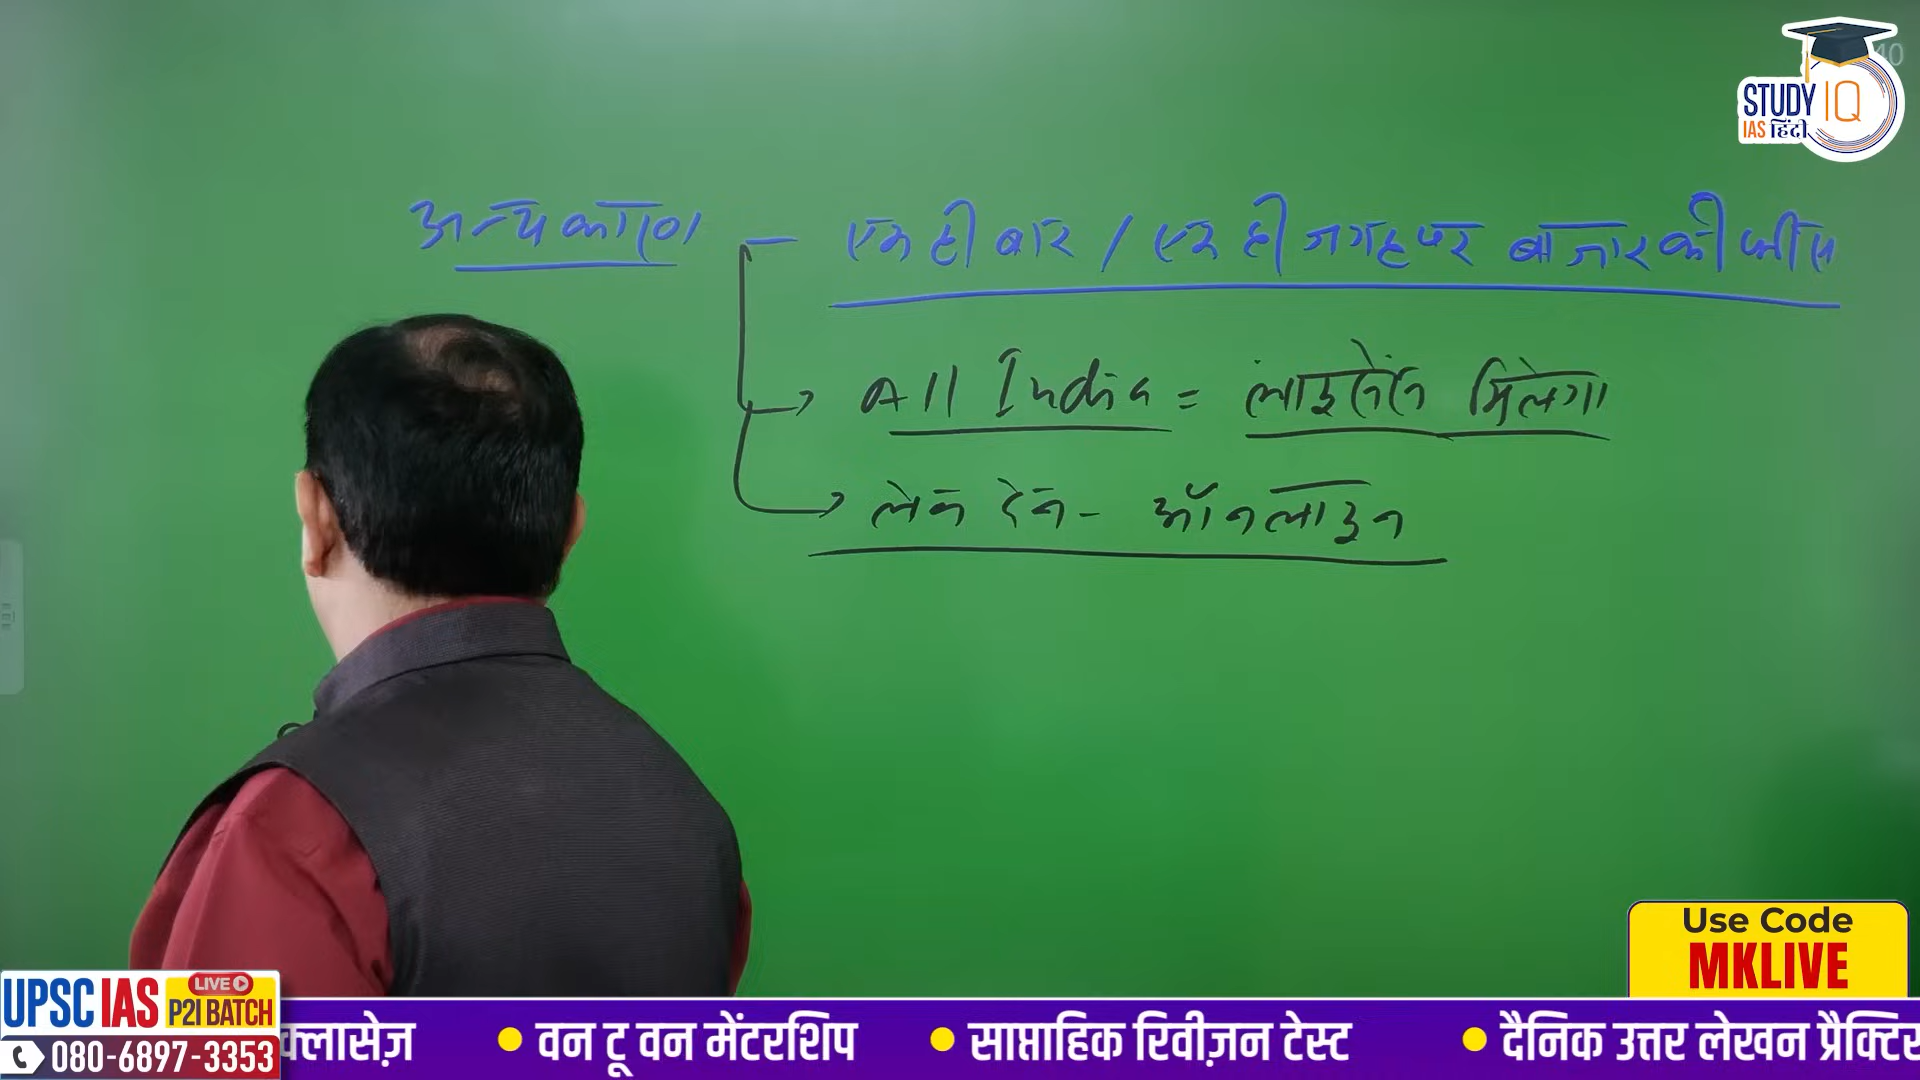 40
STUDY IQ
IAS हिंदी
अन्य कारण - एक ही बार / एक ही जगह पर बाजार की फीस
All India = लाइसेंस मिलेगा
लेन देन - ऑनलाइन
Use Code
MKLIVE
UPSC IAS LIVE P2I BATCH
080-6897-3353
क्लासेज़ • वन टू वन मेंटरशिप • साप्ताहिक रिवीज़न टेस्ट • दैनिक उत्तर लेखन प्रैक्टि